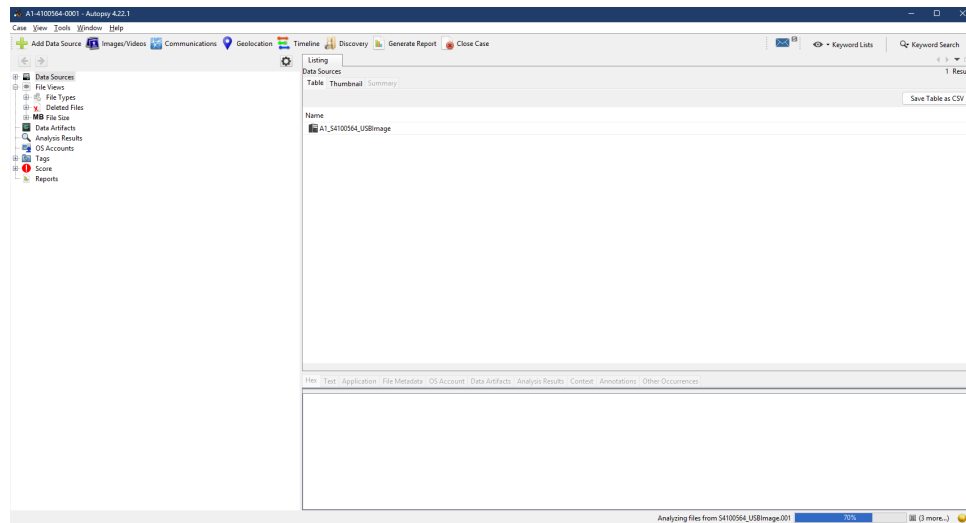 A1-4100564-0001 - Autopsy 4.22.1
Case View Tools Window Help
Add Data Source Images/Videos Communications Geolocation Timeline Discovery Generate Report Close Case Keyword Lists Keyword Search
Listing
Data Sources
1 Resu
Table Thumbnail Summary
Save Table as CSV
Name
A1_S4100564_USBImage
Data Sources
File Views
File Types
Deleted Files
MB File Size
Data Artifacts
Analysis Results
OS Accounts
Tags
Score
Reports
Hex Text Application File Metadata OS Account Data Artifacts Analysis Results Context Annotations Other Occurrences
Analyzing files from S4100564_USBImage.001 70% (3 more...)